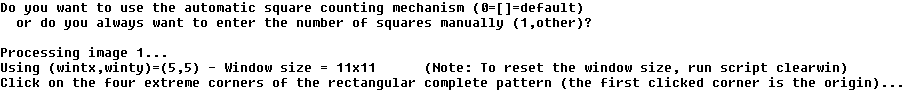 Do you want to use the automatic square counting mechanism (0=[]=default)
  or do you always want to enter the number of squares manually (1,other)?

Processing image 1...
Using (wintx,winty)=(5,5) - Window size = 11x11      (Note: To reset the window size, run script clearwin)
Click on the four extreme corners of the rectangular complete pattern (the first clicked corner is the origin)...